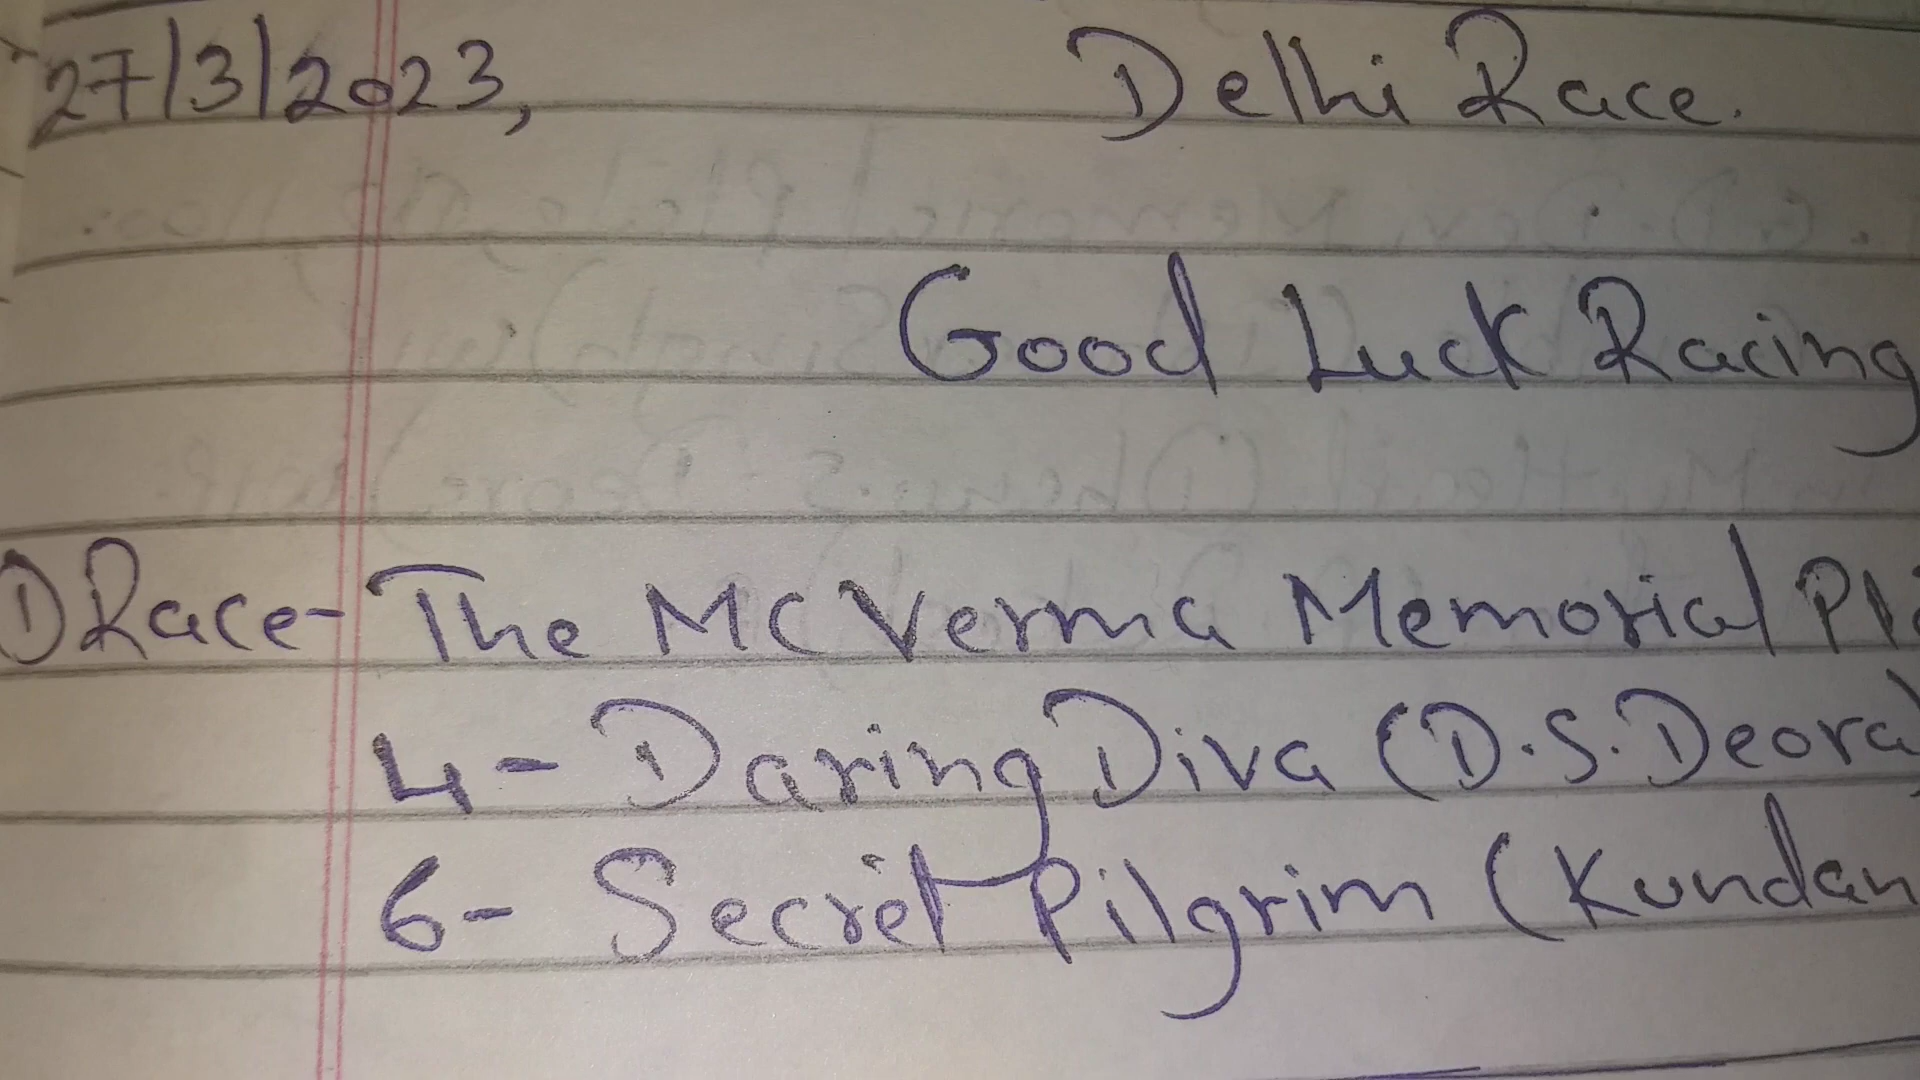 27/3/2023, Delhi Race.
Good Luck Racing
1) Race- The MC Verma Memorial Pla
4- Daring Diva (D.S. Deora)
6- Secret Pilgrim (Kundan